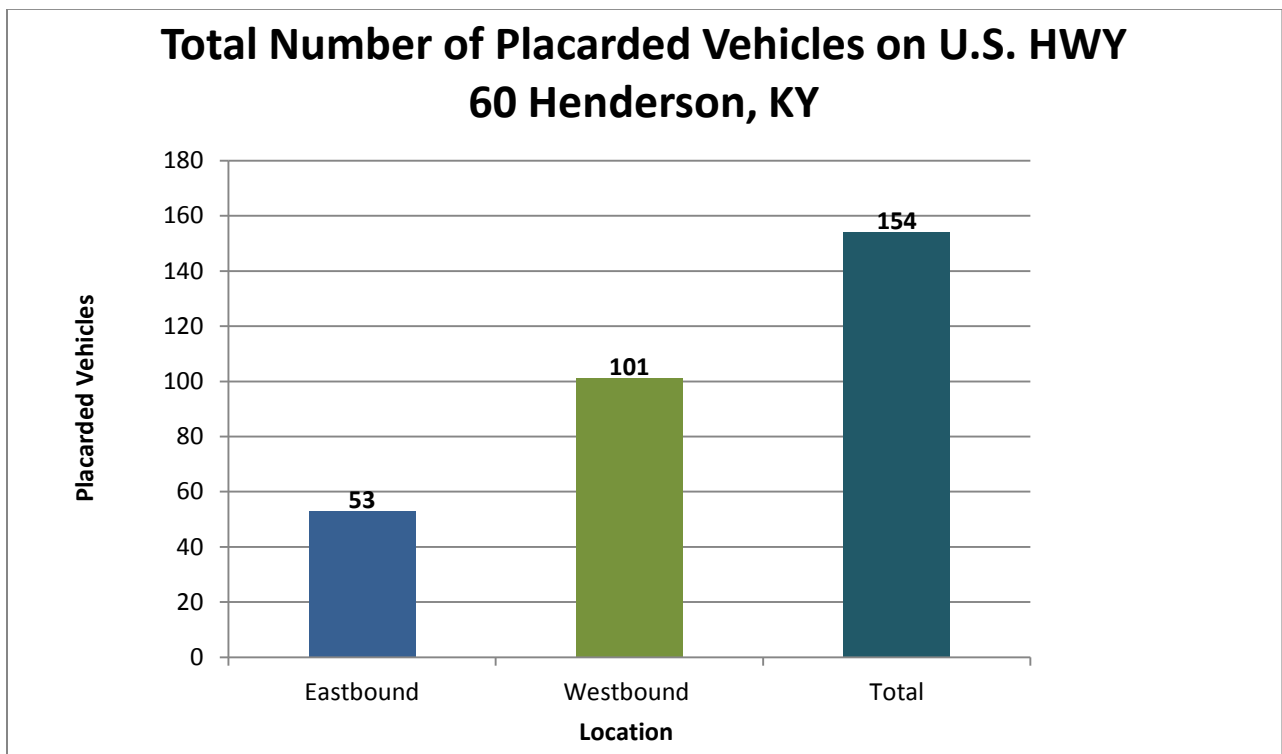 Total Number of Placarded Vehicles on U.S. HWY
60 Henderson, KY
180
160
140
120
100
80
60
40
20
0
Placarded Vehicles
53
101
154
Eastbound
Westbound
Total
Location